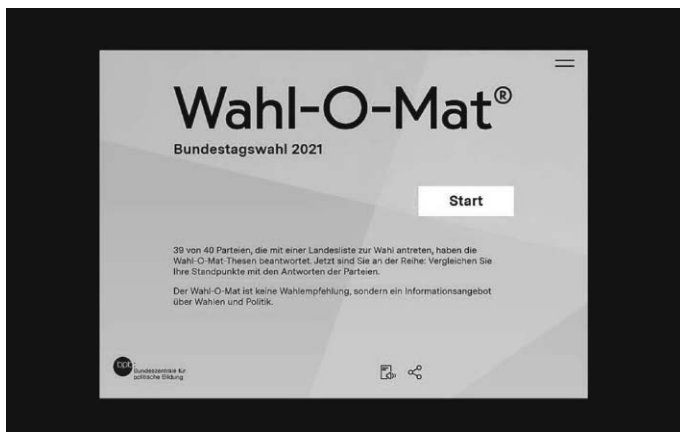 Wahl-O-Mat®
Bundestagswahl 2021
Start
39 von 40 Parteien, die mit einer Landesliste zur Wahl antreten, haben die
Wahl-O-Mat-Thesen beantwortet. Jetzt sind Sie an der Reihe: Vergleichen Sie
Ihre Standpunkte mit den Antworten der Parteien.
Der Wahl-O-Mat ist keine Wahlempfehlung, sondern ein Informationsangebot
über Wahlen und Politik.
bpb:
Bundeszentrale für
politische Bildung